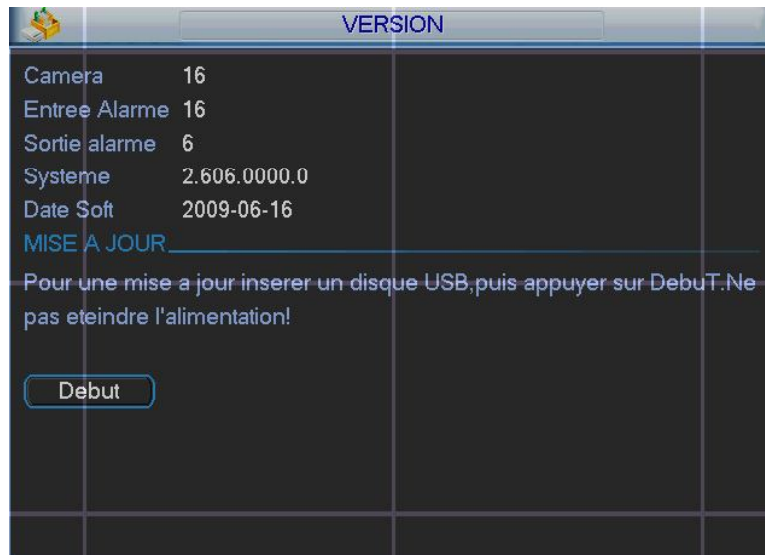 VERSION
Camera 16
Entree Alarme 16
Sortie alarme 6
Systeme 2.606.0000.0
Date Soft 2009-06-16
MISE A JOUR
Pour une mise a jour inserer un disque USB,puis appuyer sur DebuT.Ne
pas eteindre l'alimentation!
Debut